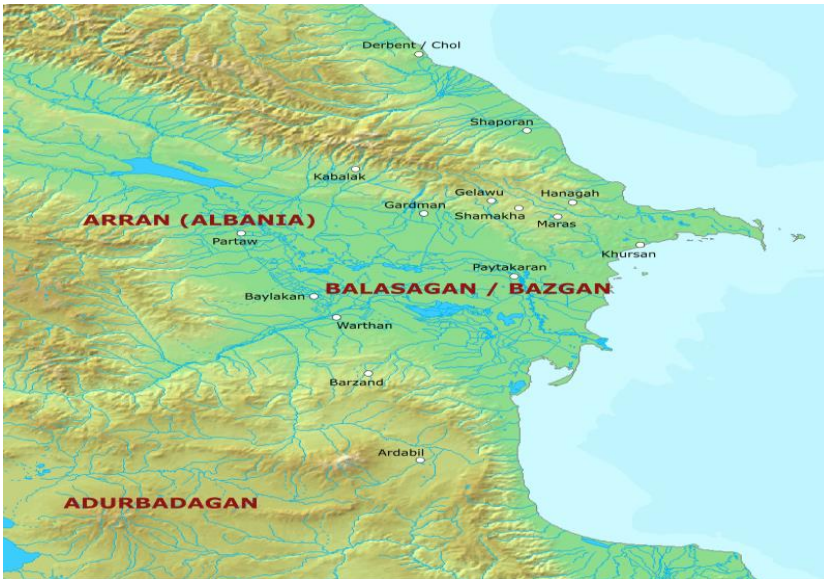 Derbent / Chol
Shaporan
Kabalak
Gelawu
Hanagah
Gardman
Shamakha
Maras
ARRAN (ALBANIA)
Partaw
Khursan
Paytakaran
BALASAGAN / BAZGAN
Baylakan
Warthan
Barzand
Ardabil
ADURBADAGAN